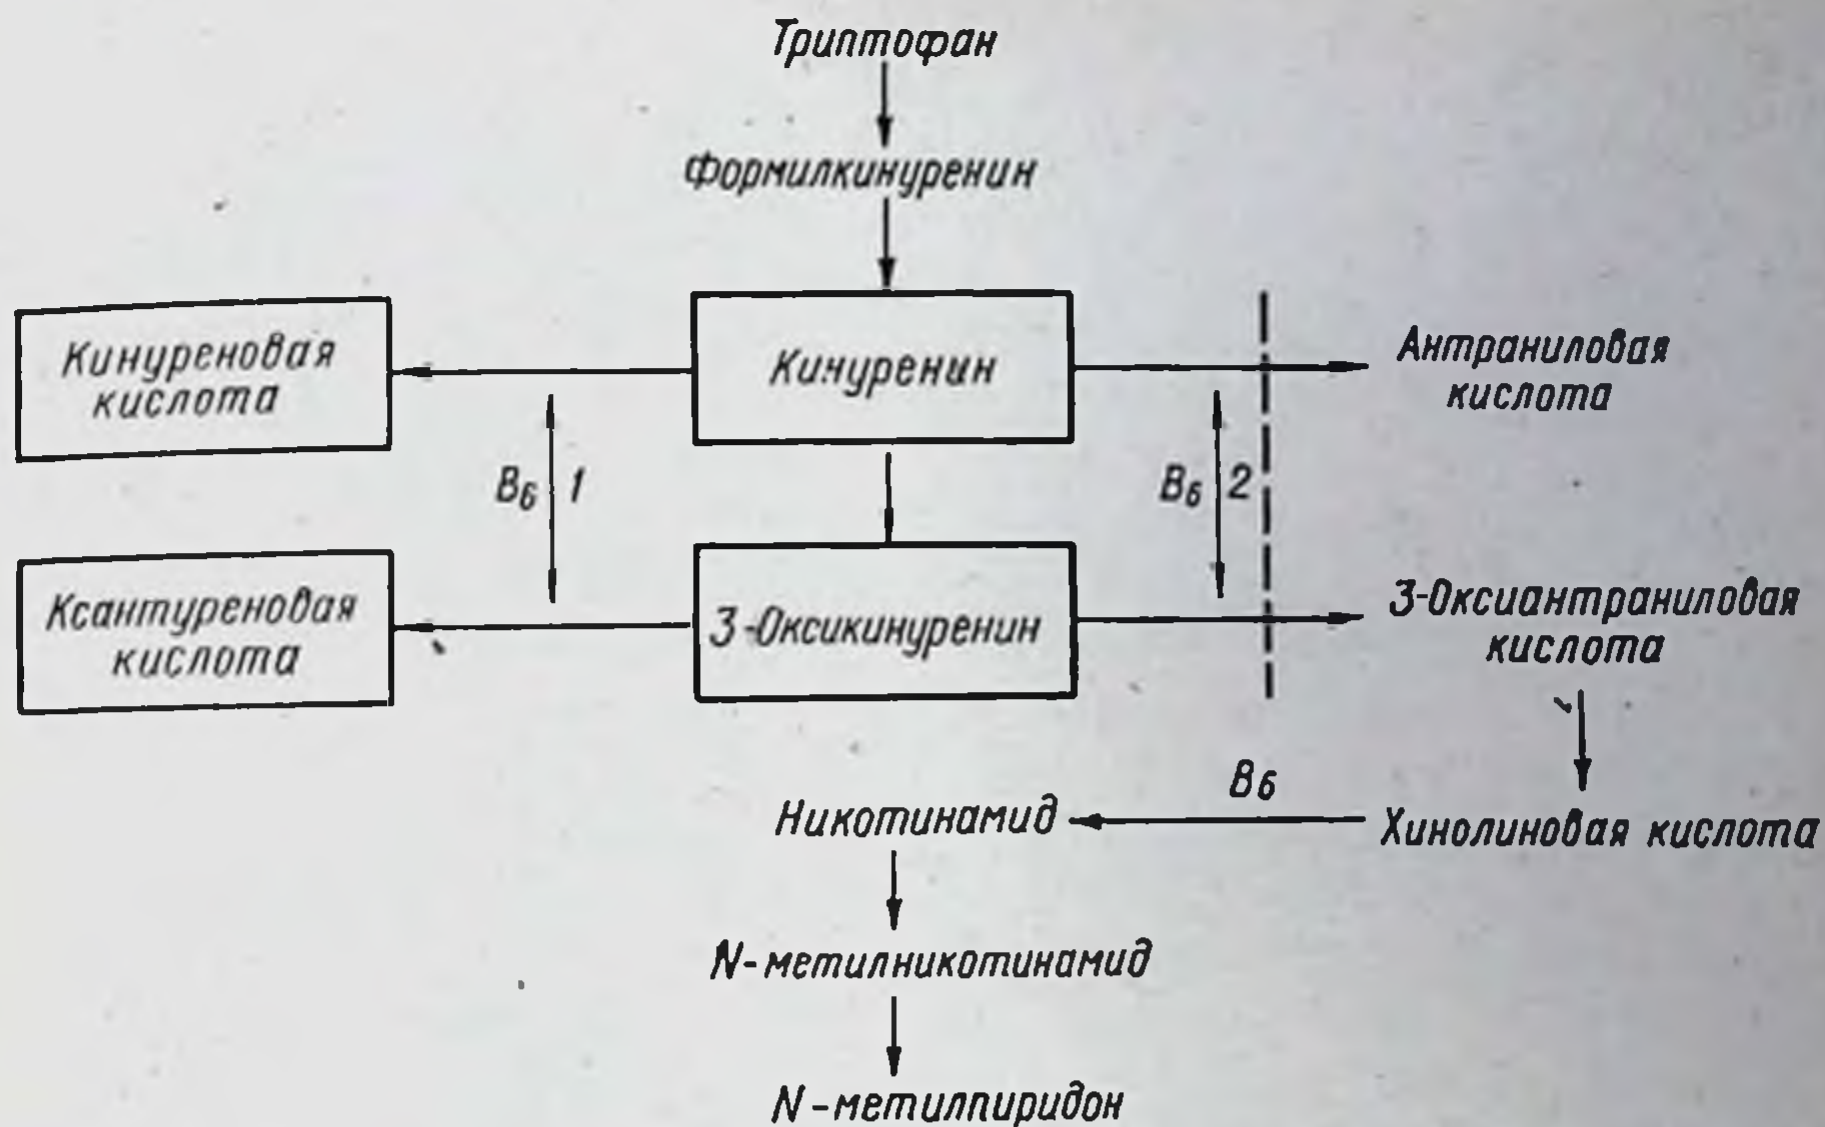 Триптофан
Формилкинуренин
Кинуреновая
кислота
Кинуренин
Антраниловая
кислота
B6 1
B6 2
Ксантуреновая
кислота
3-Оксикинуренин
3-Оксиантраниловая
кислота
B6
Никотинамид
Хинолиновая кислота
N-метилникотинамид
N-метилпиридон